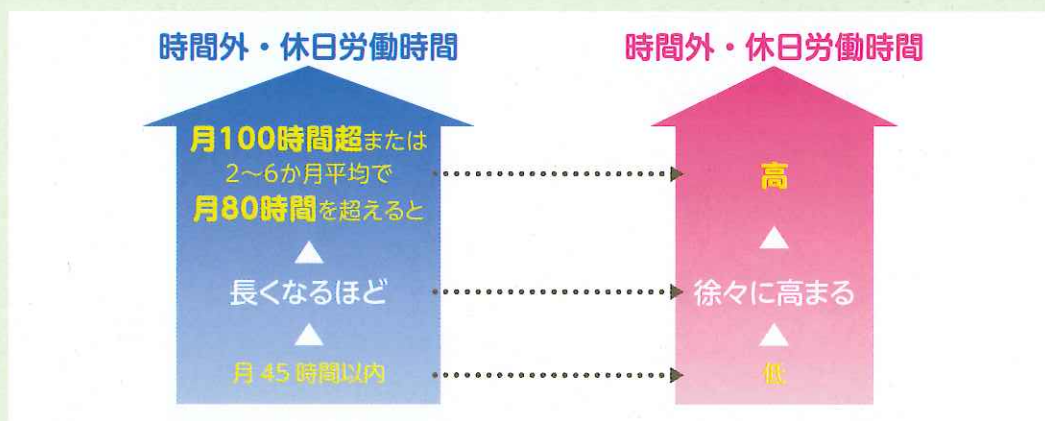 時間外・休日労働時間
月100時間超または
2～6か月平均で
月80時間を超えると
長くなるほど
月45時間以内
時間外・休日労働時間
高
徐々に高まる
低